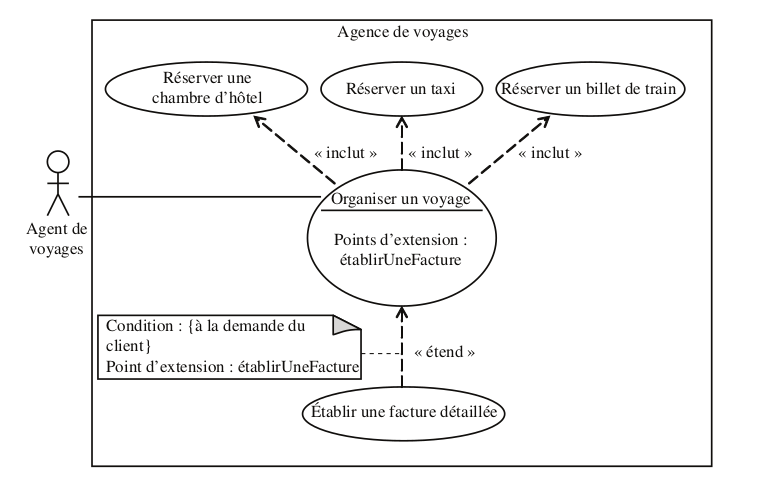 Agence de voyages
Réserver une
chambre d’hôtel
Réserver un taxi
Réserver un billet de train
« inclut »
« inclut »
« inclut »
Agent de
voyages
Organiser un voyage
Points d’extension :
établirUneFacture
Condition : {à la demande du
client}
Point d’extension : établirUneFacture
« étend »
Établir une facture détaillée